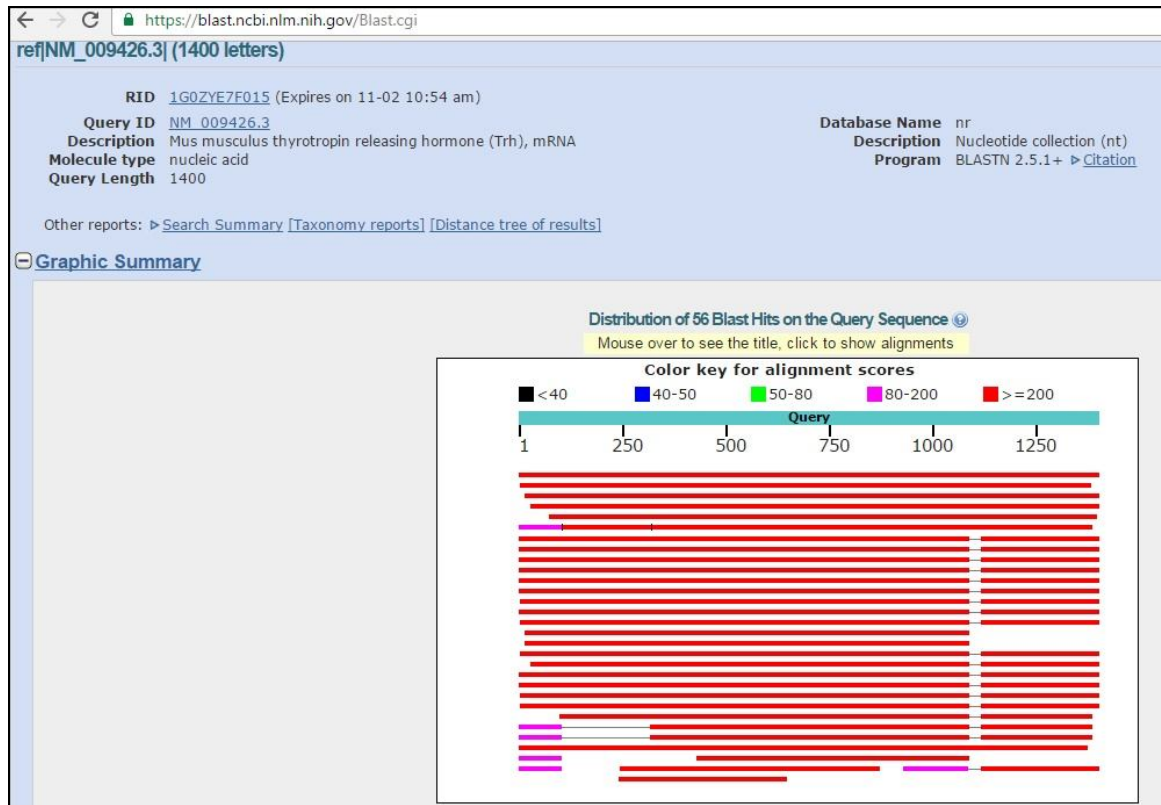 https://blast.ncbi.nlm.nih.gov/Blast.cgi
ref|NM_009426.3| (1400 letters)
RID 1G0ZYE7F015 (Expires on 11-02 10:54 am)
Query ID NM_009426.3
Description Mus musculus thyrotropin releasing hormone (Trh), mRNA
Molecule type nucleic acid
Query Length 1400
Database Name nr
Description Nucleotide collection (nt)
Program BLASTN 2.5.1+ Citation
Other reports: Search Summary [Taxonomy reports] [Distance tree of results]
Graphic Summary
Distribution of 56 Blast Hits on the Query Sequence
Mouse over to see the title, click to show alignments
Color key for alignment scores
<40 40-50 50-80 80-200 >=200
Query
1 250 500 750 1000 1250